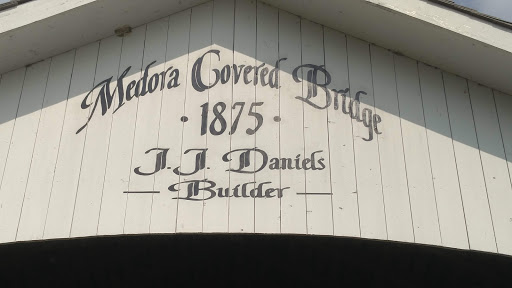 Medora Covered Bridge
· 1875 ·
J.J. Daniels
— Builder —